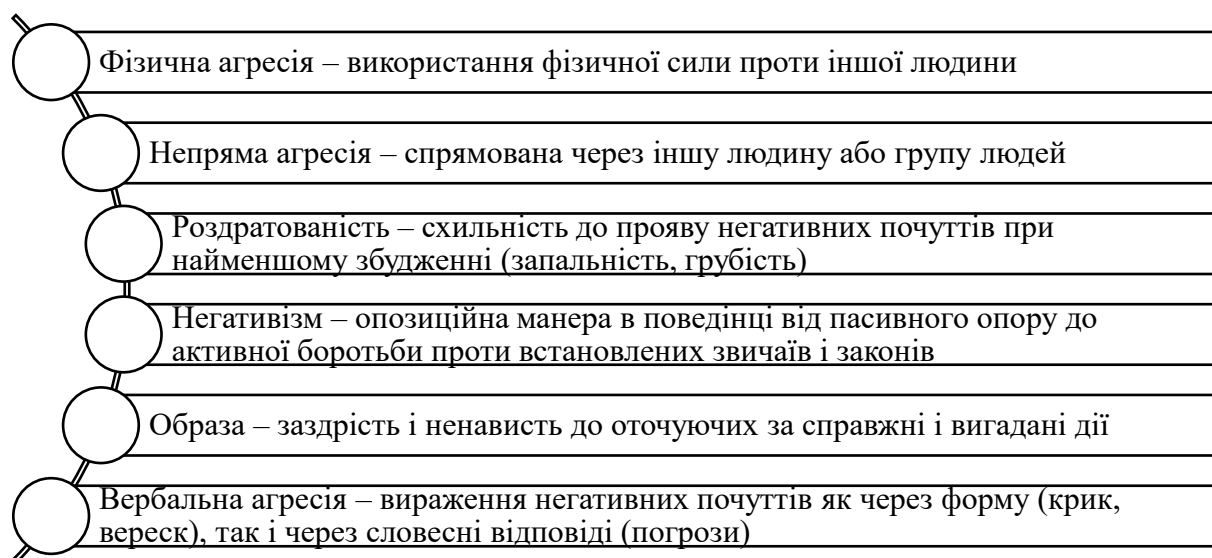 Фізична агресія – використання фізичної сили проти іншої людини
Непряма агресія – спрямована через іншу людину або групу людей
Роздратованість – схильність до прояву негативних почуттів при
найменшому збудженні (запальність, грубість)
Негативізм – опозиційна манера в поведінці від пасивного опору до
активної боротьби проти встановлених звичаїв і законів
Образа – заздрість і ненависть до оточуючих за справжні і вигадані дії
Вербальна агресія – вираження негативних почуттів як через форму (крик,
вереск), так і через словесні відповіді (погрози)